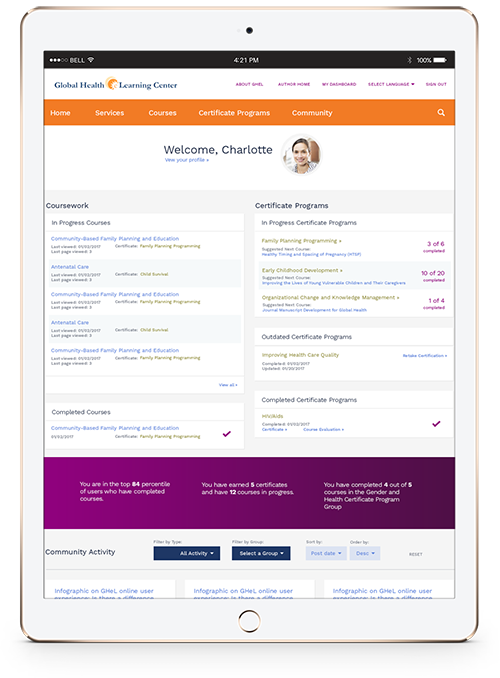 BELL
4:21 PM
100%
Global Health Learning Center
ABOUT GHEL
AUTHOR HOME
MY DASHBOARD
SELECT LANGUAGE
SIGN OUT
Home
Services
Courses
Certificate Programs
Community
Welcome, Charlotte
View your profile »
Coursework
In Progress Courses
Community-Based Family Planning and Education
Last viewed: 01/02/2017 Certificate: Family Planning Programming
Last page viewed: 3
Antenatal Care
Last viewed: 01/02/2017 Certificate: Child Survival
Last page viewed: 3
Community-Based Family Planning and Education
Last viewed: 01/02/2017 Certificate: Family Planning Programming
Last page viewed: 3
Antenatal Care
Last viewed: 01/02/2017 Certificate: Child Survival
Last page viewed: 3
Community-Based Family Planning and Education
Last viewed: 01/02/2017 Certificate: Family Planning Programming
Last page viewed: 3
View all »
Completed Courses
Community-Based Family Planning and Education
01/02/2017 Certificate: Family Planning Programming
Certificate Programs
In Progress Certificate Programs
Family Planning Programming »
3 of 6
Suggested Next Course:
completed
Healthy Timing and Spacing of Pregnancy (HTSP)
Early Childhood Development »
10 of 20
Suggested Next Course:
completed
Improving the Lives of Young Vulnerable Children and Their Caregivers
Organizational Change and Knowledge Management »
1 of 4
Suggested Next Course:
completed
Journal Manuscript Development for Global Health
Outdated Certificate Programs
Improving Health Care Quality
Retake Certification »
Completed: 01/02/2017
Updated: 01/20/2017
Completed Certificate Programs
HIV/Aids
Completed: 01/02/2017
Certificate » Course Evaluation »
You are in the top 84 percentile
of users who have completed
courses.
You have earned 5 certificates
and have 12 courses in progress.
You have completed 4 out of 5
courses in the Gender and
Health Certificate Program
Group
Community Activity
Filter by Type:
All Activity
Filter by Group:
Select a Group
Sort by:
Post date
Order by:
Desc
RESET
Infographic on GHeL online user
experience: Is there a difference
Infographic on GHeL online user
experience: Is there a difference
Infographic on GHeL online user
experience: Is there a difference